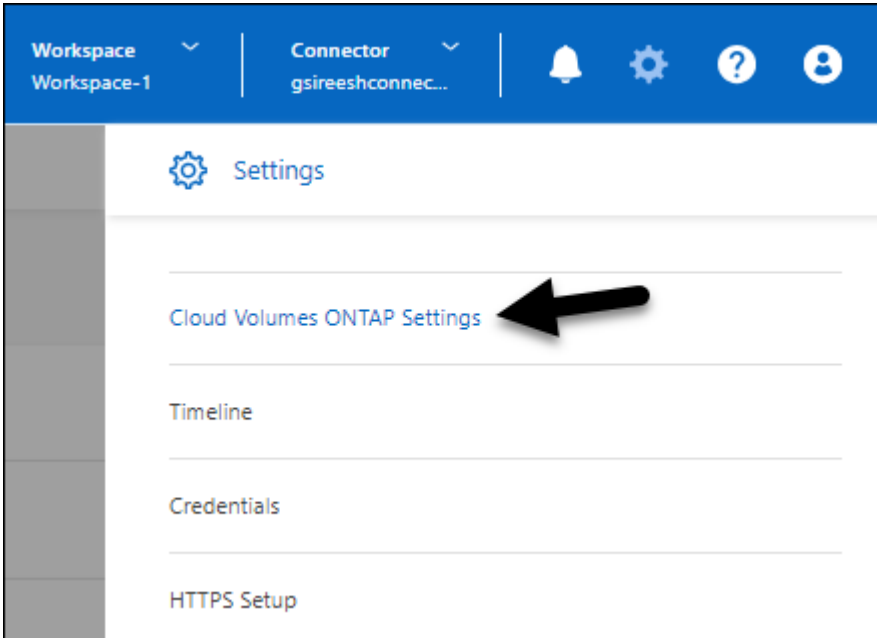 Workspace
Workspace-1
Connector
gsireeshconnec...
Settings
Cloud Volumes ONTAP Settings
Timeline
Credentials
HTTPS Setup